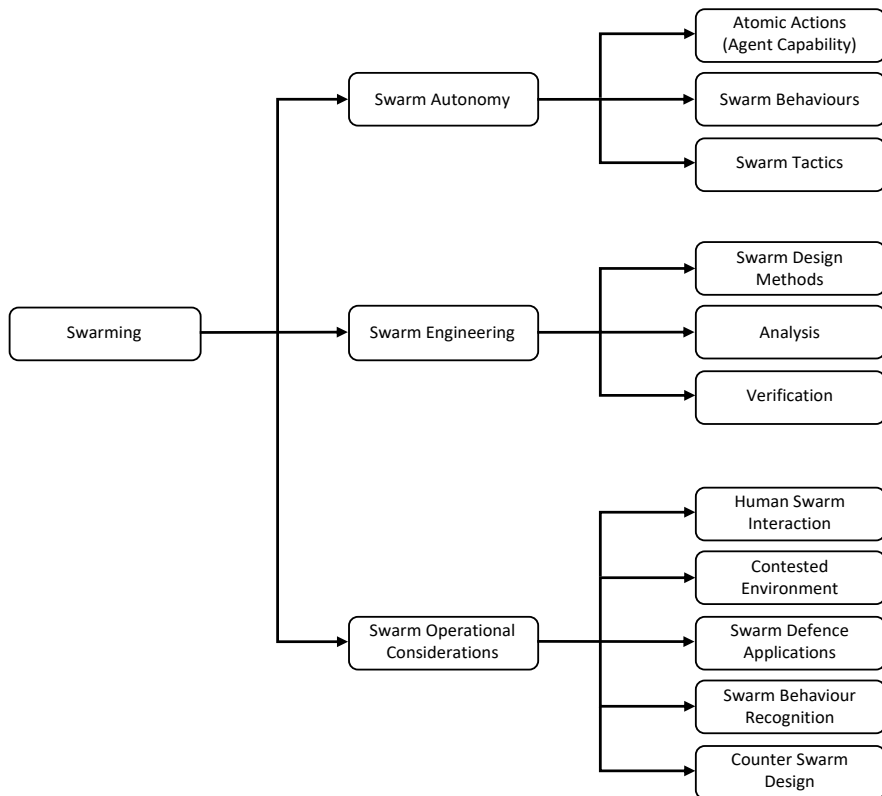 Swarming
Swarm Autonomy
Atomic Actions
(Agent Capability)
Swarm Behaviours
Swarm Tactics
Swarm Engineering
Swarm Design
Methods
Analysis
Verification
Swarm Operational
Considerations
Human Swarm
Interaction
Contested
Environment
Swarm Defence
Applications
Swarm Behaviour
Recognition
Counter Swarm
Design